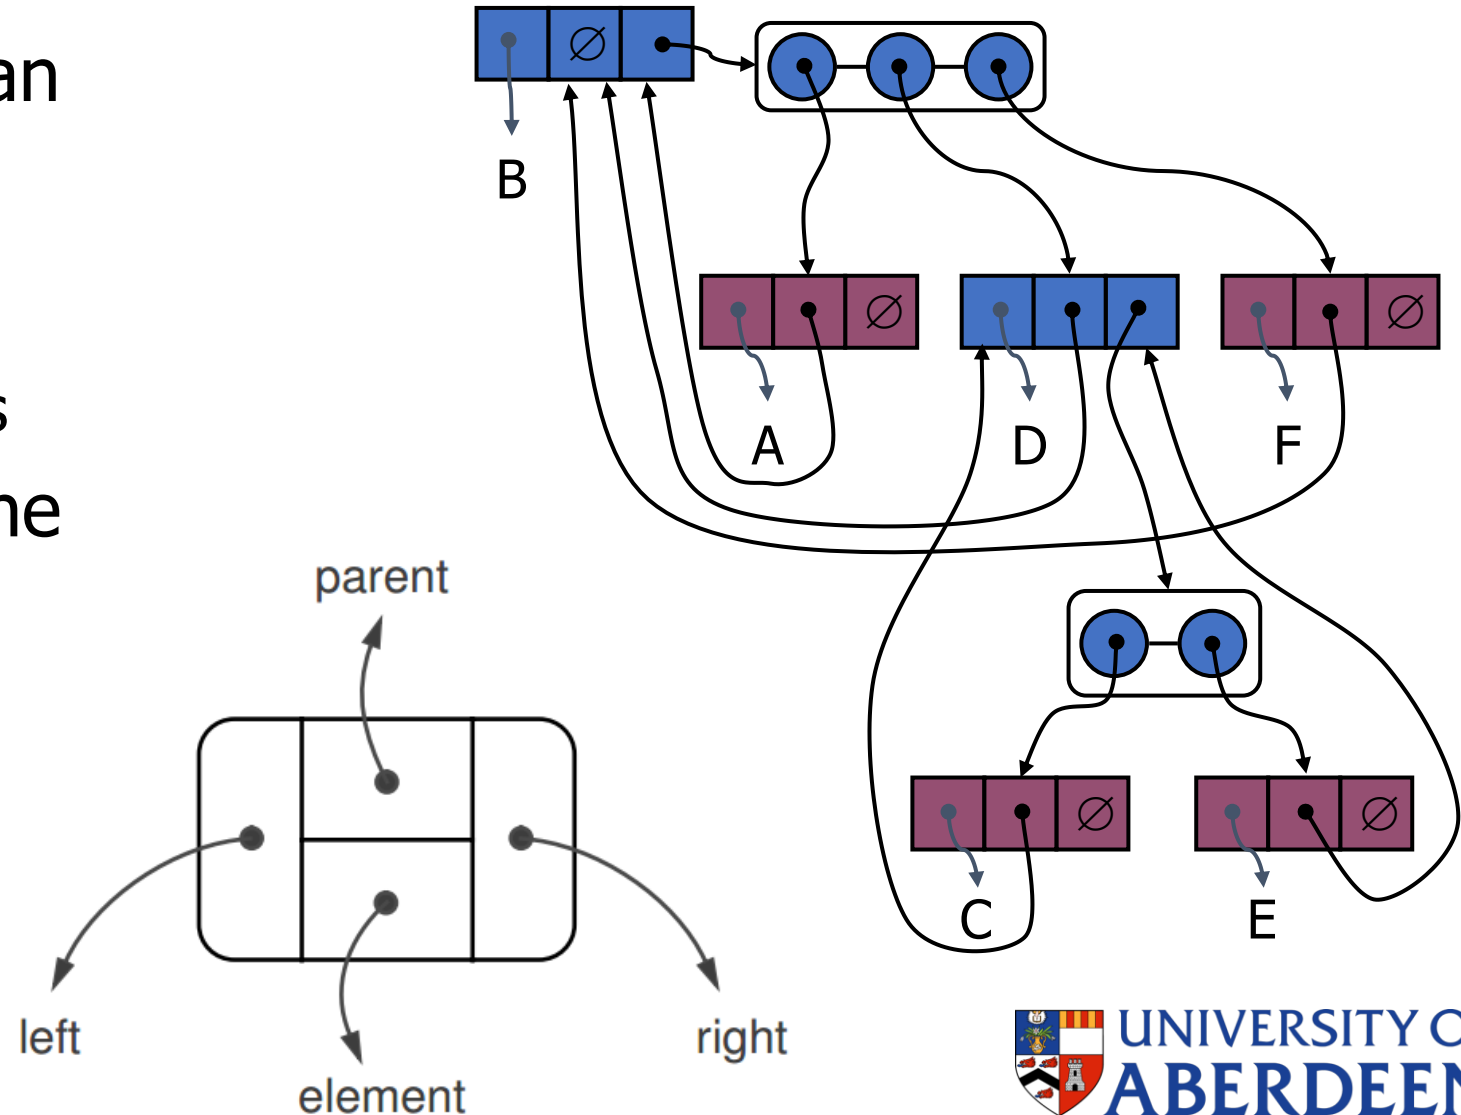 an
s
ne
B
∅
A
∅
D
F
∅
C
∅
E
∅
parent
left
right
element
UNIVERSITY O
ABERDEEN